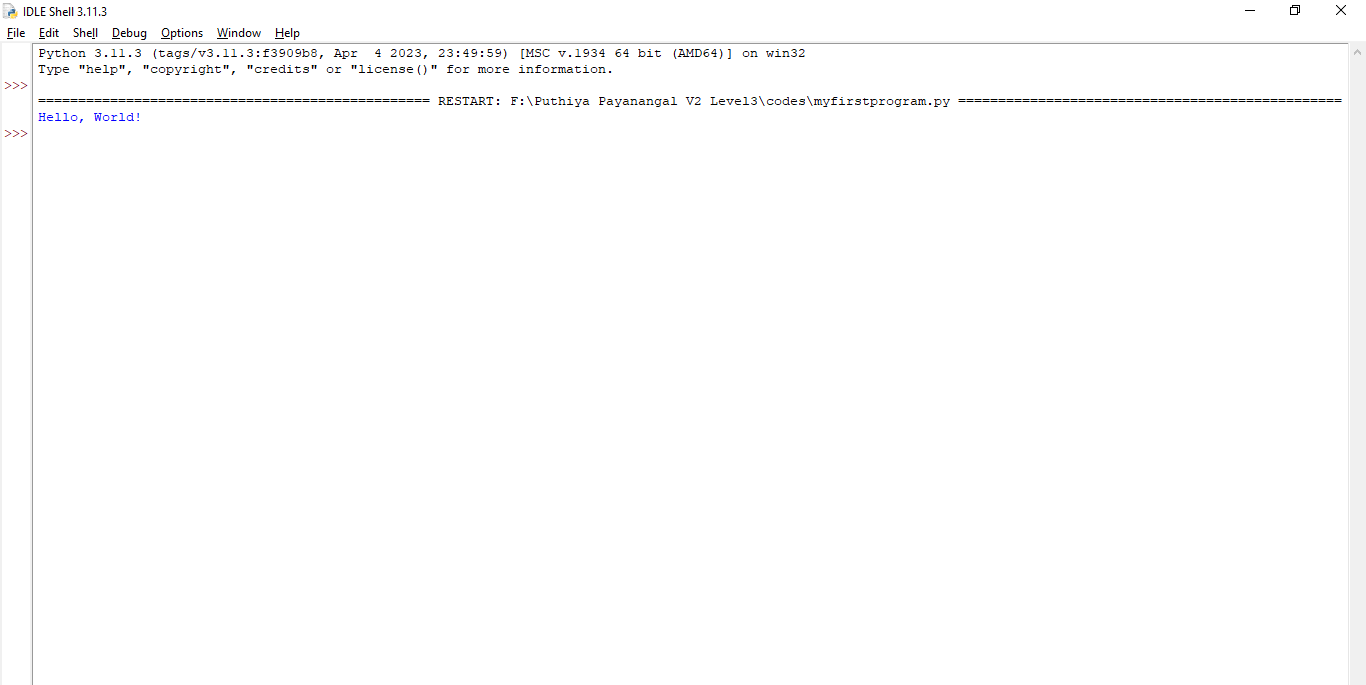 IDLE Shell 3.11.3
File Edit Shell Debug Options Window Help
Python 3.11.3 (tags/v3.11.3:f3909b8, Apr  4 2023, 23:49:59) [MSC v.1934 64 bit (AMD64)] on win32
Type "help", "copyright", "credits" or "license()" for more information.
>>>
================================================= RESTART: F:\Puthiya Payanangal V2 Level3\codes\myfirstprogram.py ================================================
Hello, World!
>>>